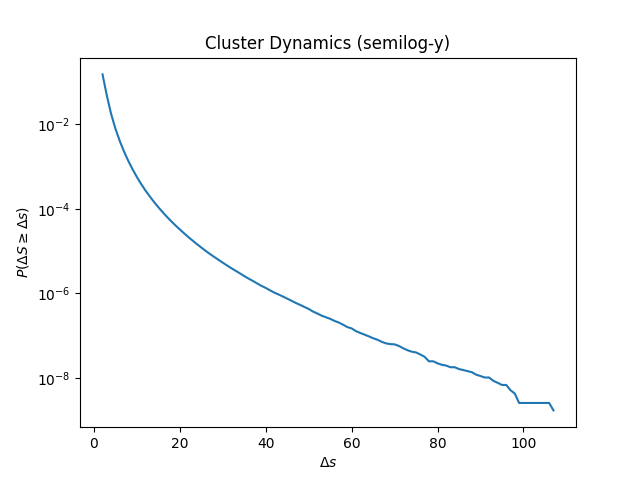 Cluster Dynamics (semilog-y)
P(ΔS ≥ Δs)
10⁻²
10⁻⁴
10⁻⁶
10⁻⁸
0 20 40 60 80 100
Δs